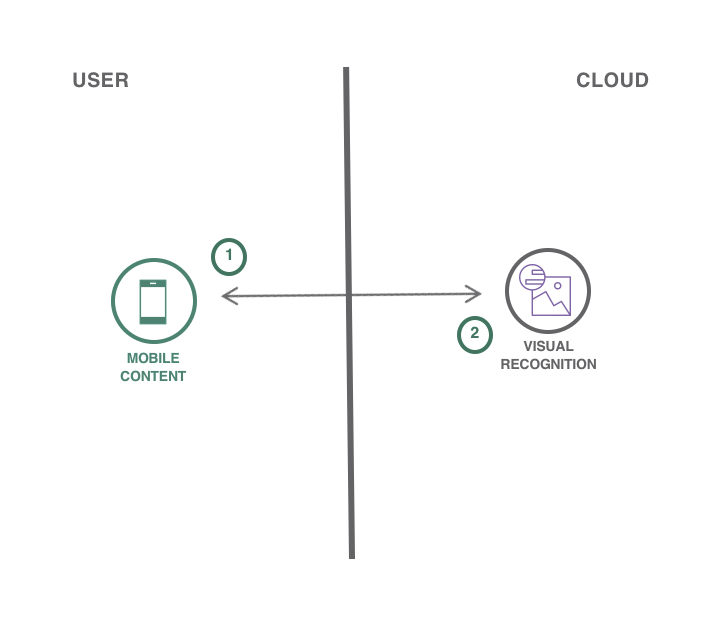 USER
CLOUD
1
MOBILE
CONTENT
2
VISUAL
RECOGNITION